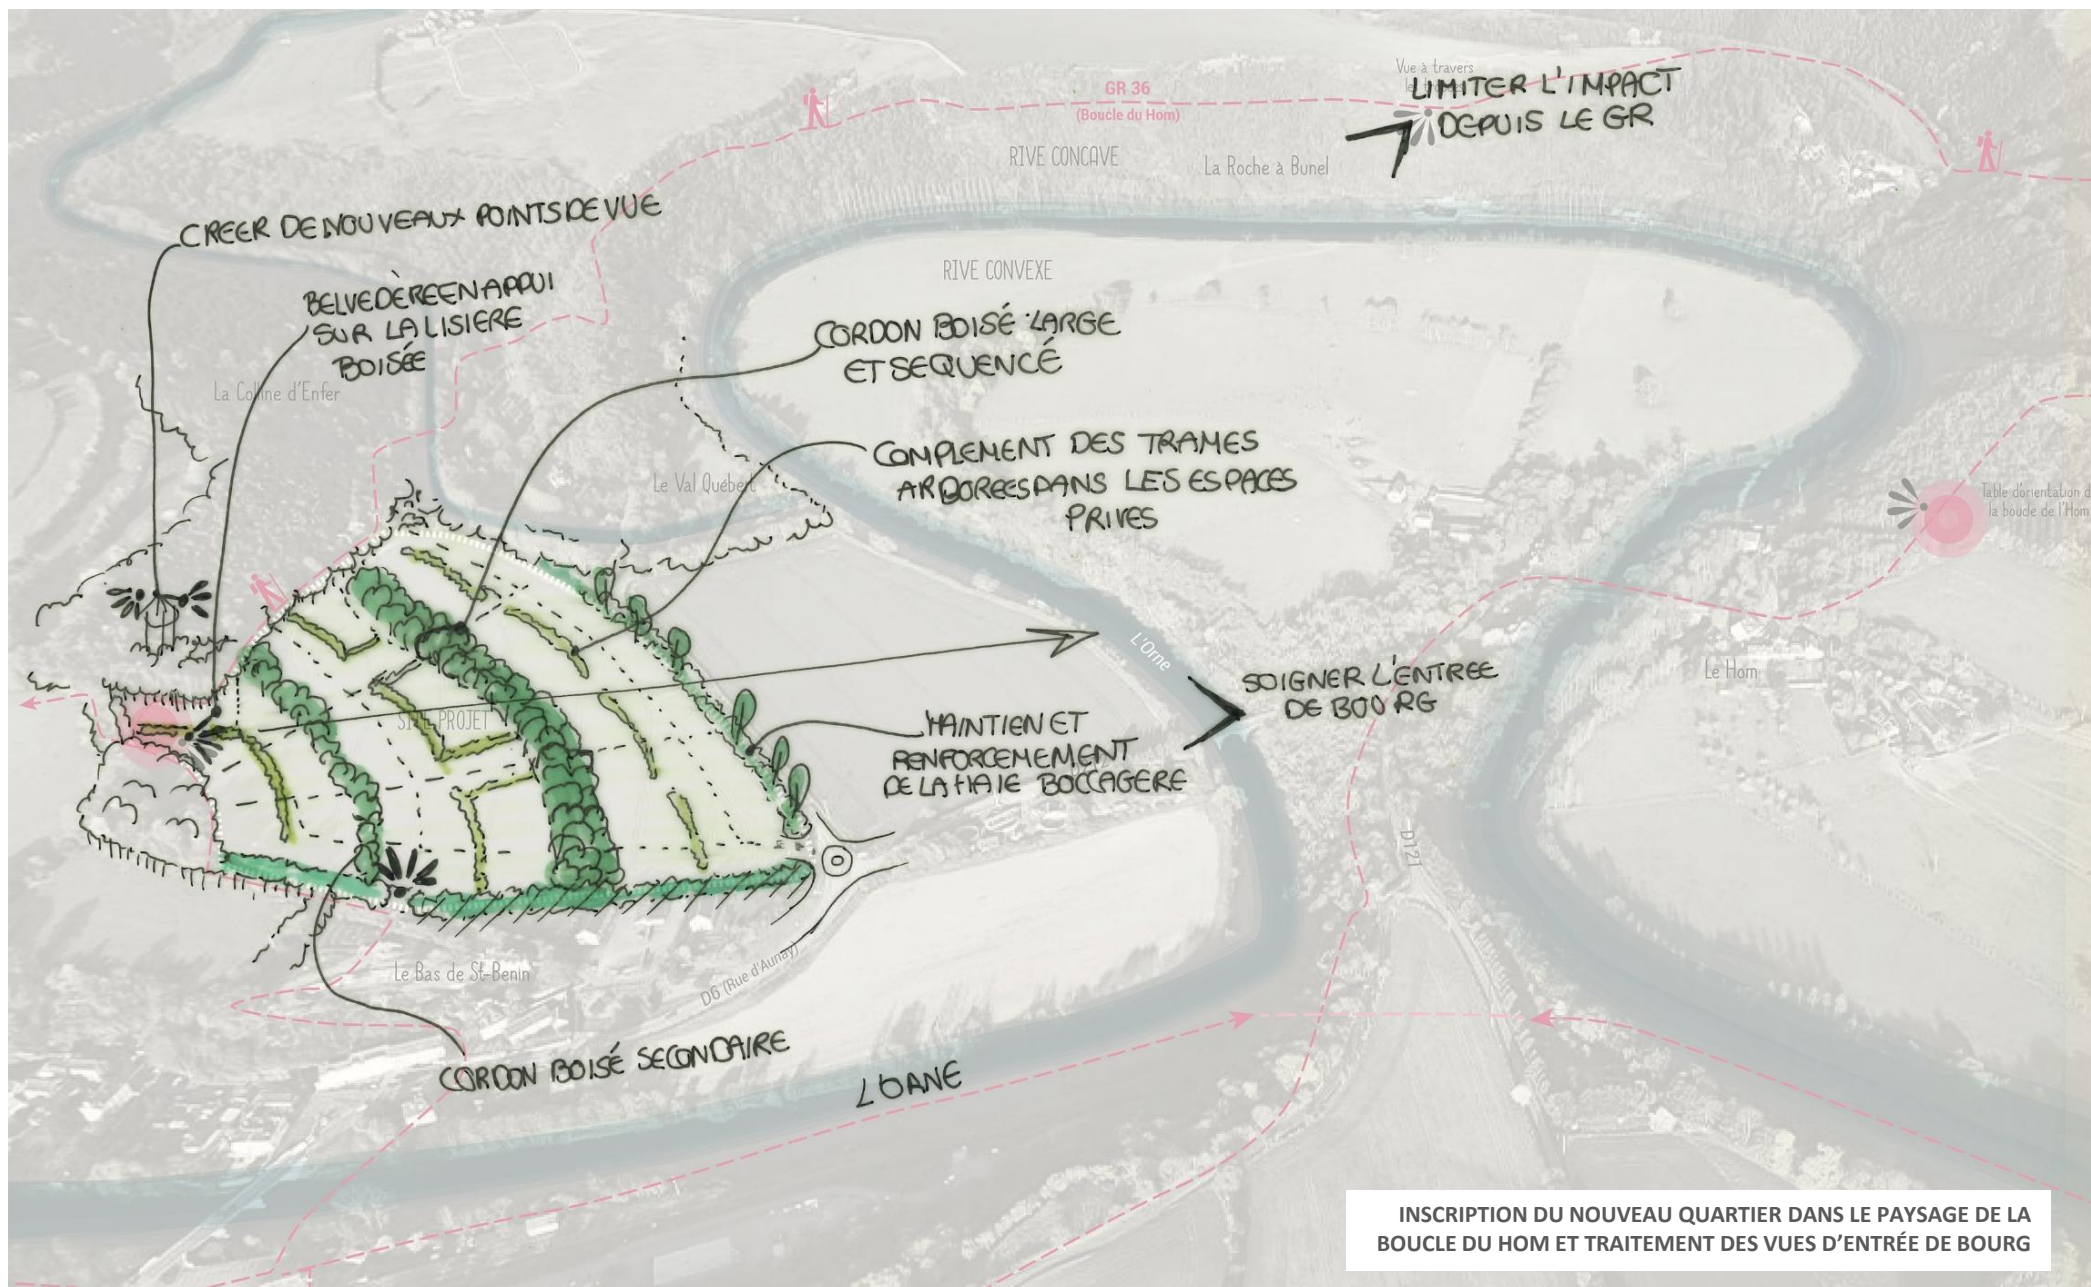 Vue à travers
GR 36
(Boucle du Hom)
LIMITER L'IMPACT
DEPUIS LE GR
RIVE CONCAVE
La Roche à Bunel
CREER DE NOUVEAUX POINTS DE VUE
RIVE CONVEXE
BELVEDÈRE EN APPUI
SUR LA LISIERE
BOISÉE
CORDON BOISÉ LARGE
ET SEQUENCÉ
La Colline d'Enfer
COMPLEMENT DES TRAMES
ARBOREES DANS LES ESPACES
PRIVES
Le Val Québert
Table d'orientation d
la boucle de l'Hom
L'Orne
SOIGNER L'ENTREE
DE BOURG
Le Hom
SITE PROJET
MAINTIEN ET
RENFORCEMEMENT
DE LA HAIE BOCCAGERE
D121
Le Bas de St-Benin
D6 (Rue d'Aunay)
CORDON BOISÉ SECONDAIRE
L'ORNE
INSCRIPTION DU NOUVEAU QUARTIER DANS LE PAYSAGE DE LA
BOUCLE DU HOM ET TRAITEMENT DES VUES D'ENTRÉE DE BOURG